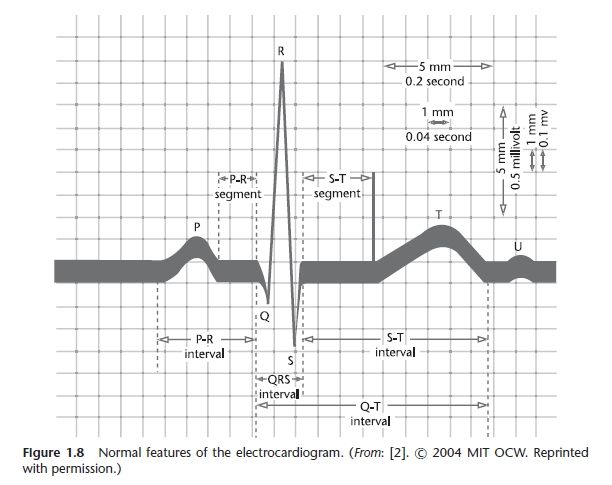 R
5 mm
0.2 second
1 mm
0.04 second
5 mm
0.5 millivolt
1 mm
0.1 mv
P-R
segment
S-T
segment
P
T
U
Q
P-R
interval
S
S-T
interval
QRS
interval
Q-T
interval
Figure 1.8 Normal features of the electrocardiogram. (From: [2]. © 2004 MIT OCW. Reprinted
with permission.)